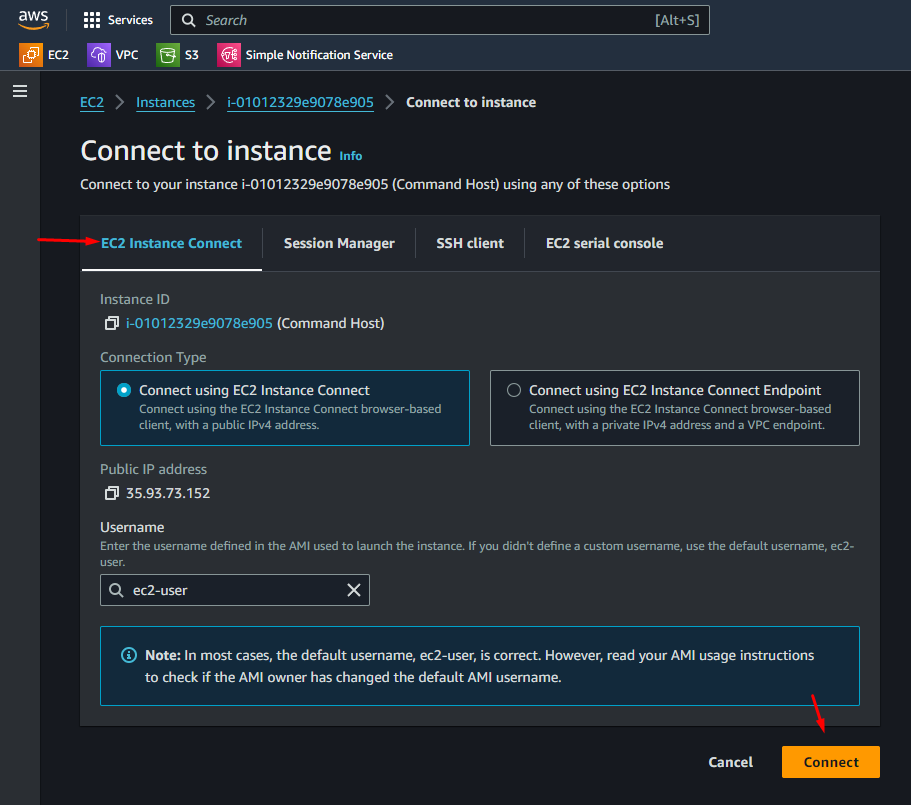 aws
Services
Search
[Alt+S]
EC2
VPC
S3
Simple Notification Service
EC2 > Instances > i-01012329e9078e905 > Connect to instance
Connect to instance Info
Connect to your instance i-01012329e9078e905 (Command Host) using any of these options
EC2 Instance Connect
Session Manager
SSH client
EC2 serial console
Instance ID
i-01012329e9078e905 (Command Host)
Connection Type
Connect using EC2 Instance Connect
Connect using the EC2 Instance Connect browser-based
client, with a public IPv4 address.
Connect using EC2 Instance Connect Endpoint
Connect using the EC2 Instance Connect browser-based
client, with a private IPv4 address and a VPC endpoint.
Public IP address
35.93.73.152
Username
Enter the username defined in the AMI used to launch the instance. If you didn't define a custom username, use the default username, ec2-
user.
ec2-user
Note: In most cases, the default username, ec2-user, is correct. However, read your AMI usage instructions
to check if the AMI owner has changed the default AMI username.
Cancel
Connect